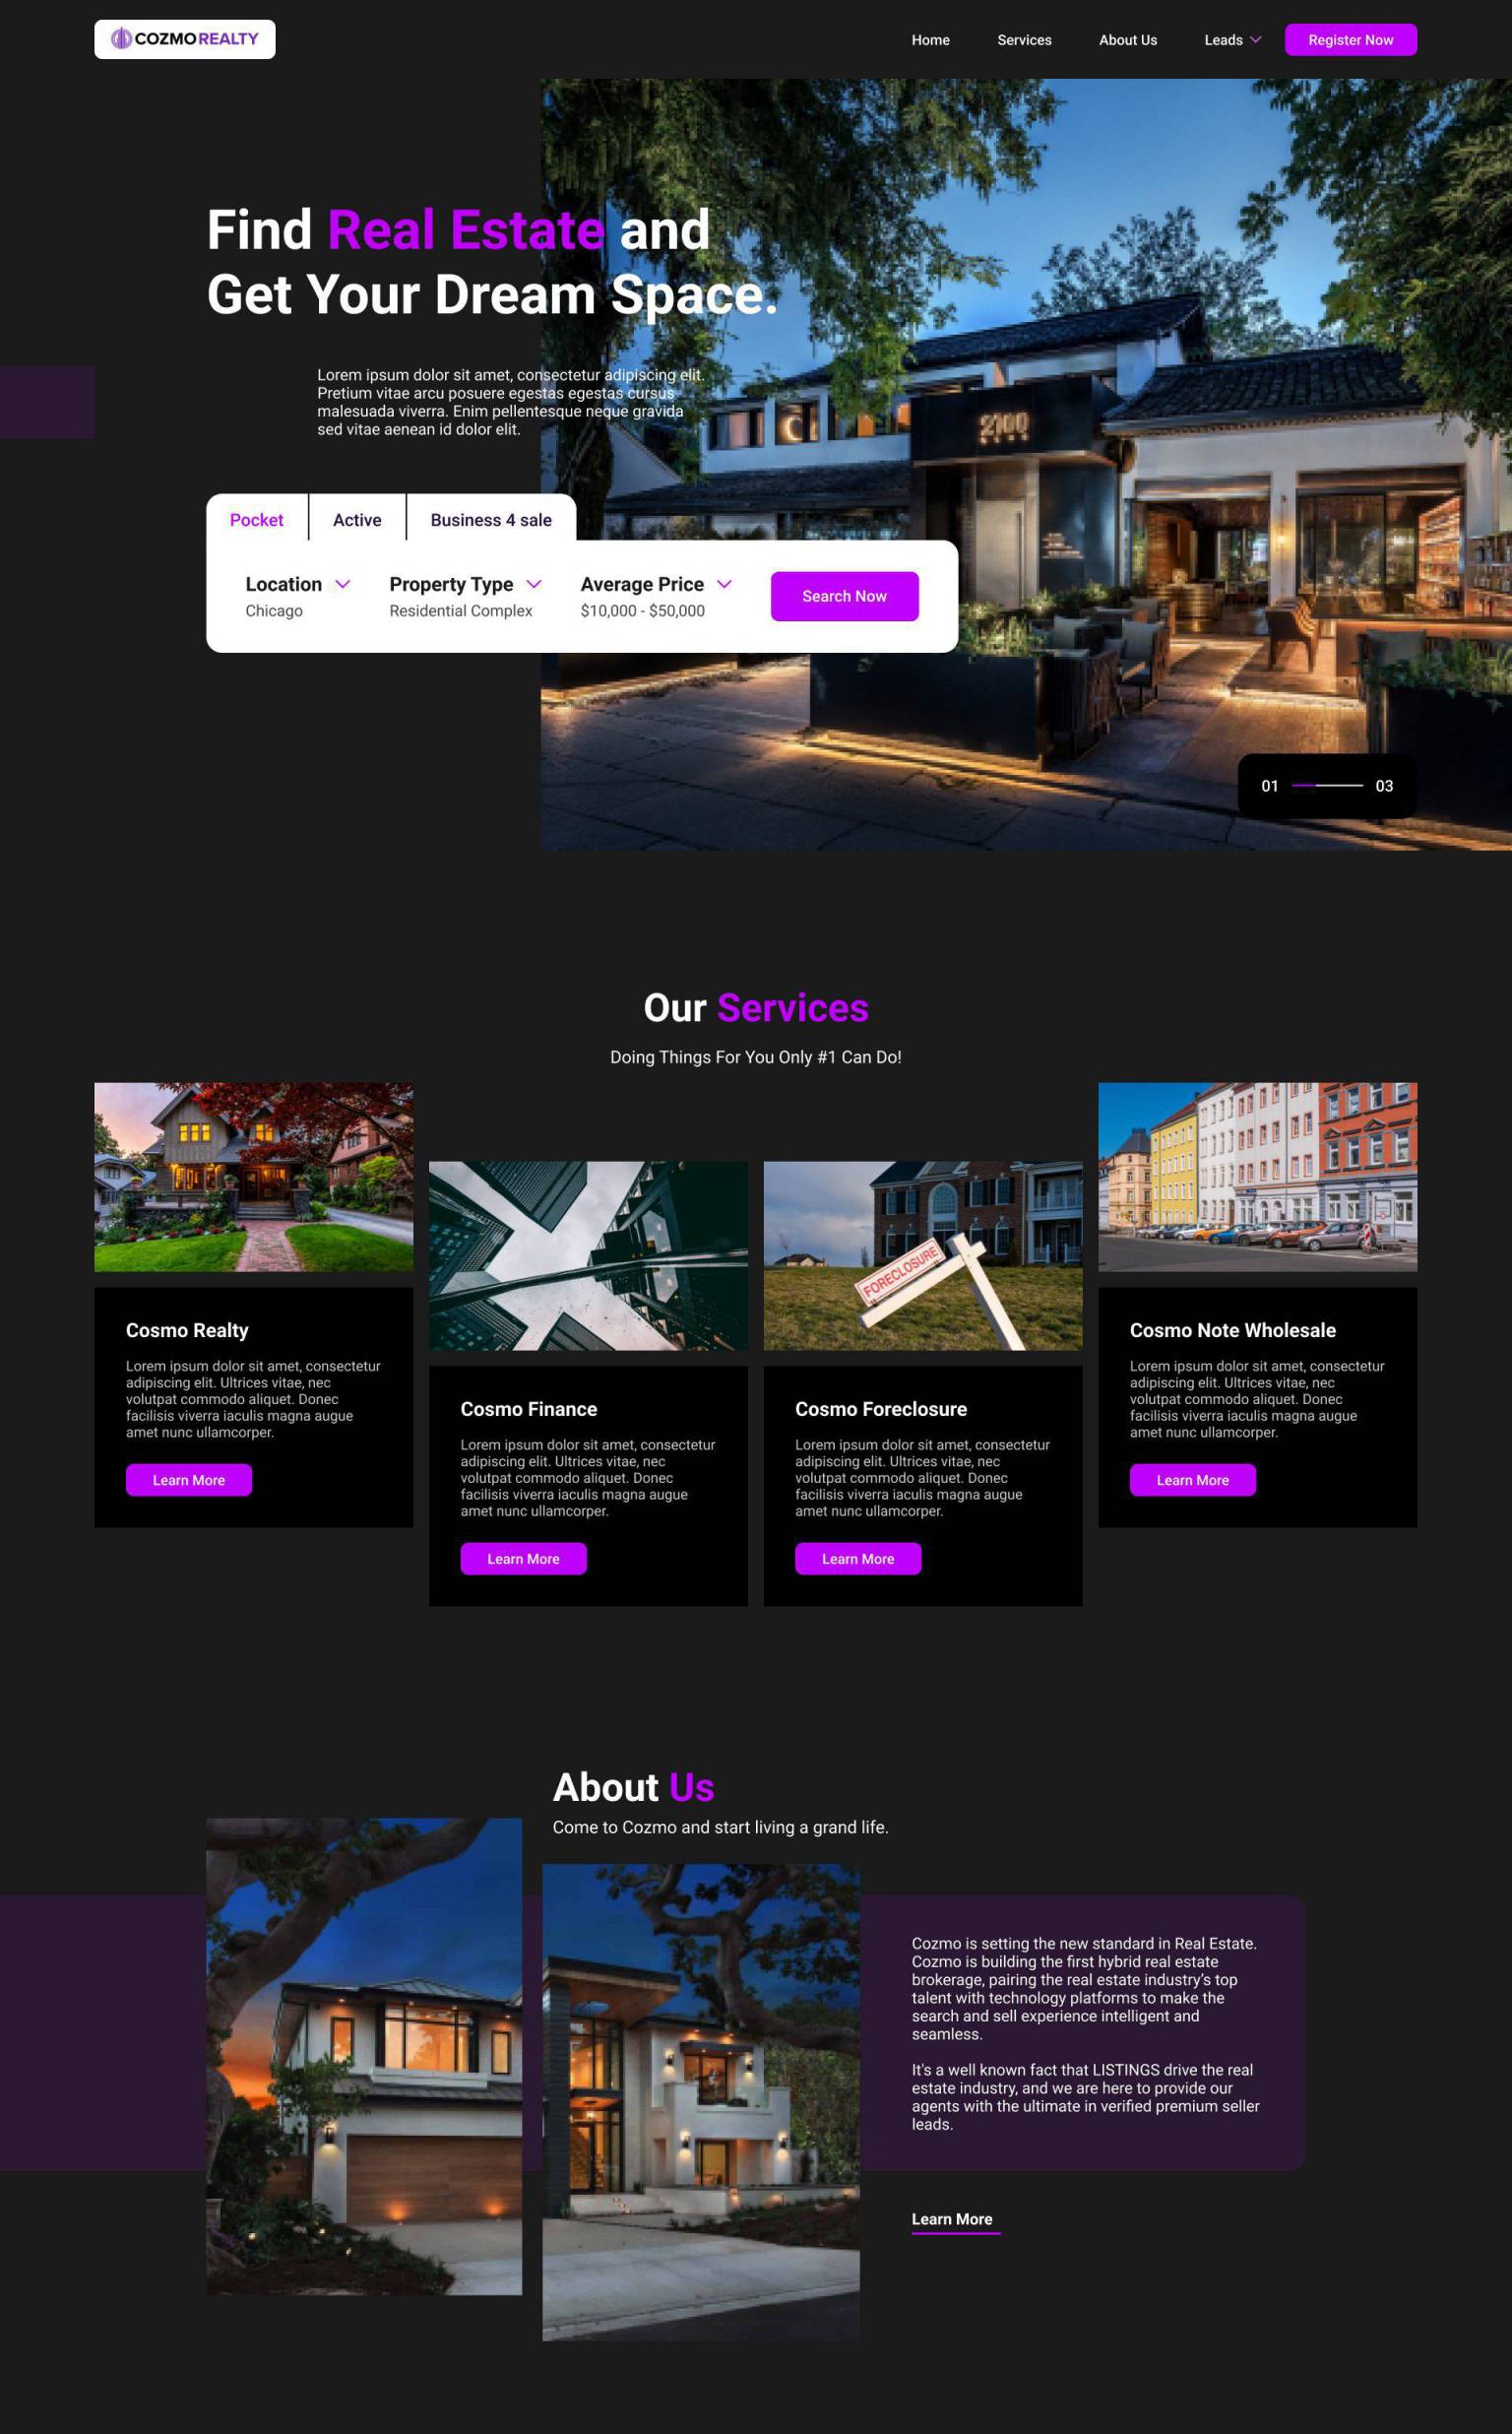 COZMO REALTY
Home
Services
About Us
Leads
Register Now
Find Real Estate and
Get Your Dream Space.
Lorem ipsum dolor sit amet, consectetur adipiscing elit.
Pretium vitae arcu posuere egestas egestas cursus
malesuada viverra. Enim pellentesque neque gravida
sed vitae aenean id dolor elit.
2100
Pocket
Active
Business 4 sale
Location
Chicago
Property Type
Residential Complex
Average Price
$10,000 - $50,000
Search Now
01
03
Our Services
Doing Things For You Only #1 Can Do!
Cosmo Realty
Lorem ipsum dolor sit amet, consectetur
adipiscing elit. Ultrices vitae, nec
volutpat commodo aliquet. Donec
facilisis viverra iaculis magna augue
amet nunc ullamcorper.
Learn More
Cosmo Finance
Lorem ipsum dolor sit amet, consectetur
adipiscing elit. Ultrices vitae, nec
volutpat commodo aliquet. Donec
facilisis viverra iaculis magna augue
amet nunc ullamcorper.
Learn More
FORECLOSURE
Cosmo Foreclosure
Lorem ipsum dolor sit amet, consectetur
adipiscing elit. Ultrices vitae, nec
volutpat commodo aliquet. Donec
facilisis viverra iaculis magna augue
amet nunc ullamcorper.
Learn More
Cosmo Note Wholesale
Lorem ipsum dolor sit amet, consectetur
adipiscing elit. Ultrices vitae, nec
volutpat commodo aliquet. Donec
facilisis viverra iaculis magna augue
amet nunc ullamcorper.
Learn More
About Us
Come to Cozmo and start living a grand life.
Cozmo is setting the new standard in Real Estate.
Cozmo is building the first hybrid real estate
brokerage, pairing the real estate industry's top
talent with technology platforms to make the
search and sell experience intelligent and
seamless.
It's a well known fact that LISTINGS drive the real
estate industry, and we are here to provide our
agents with the ultimate in verified premium seller
leads.
Learn More